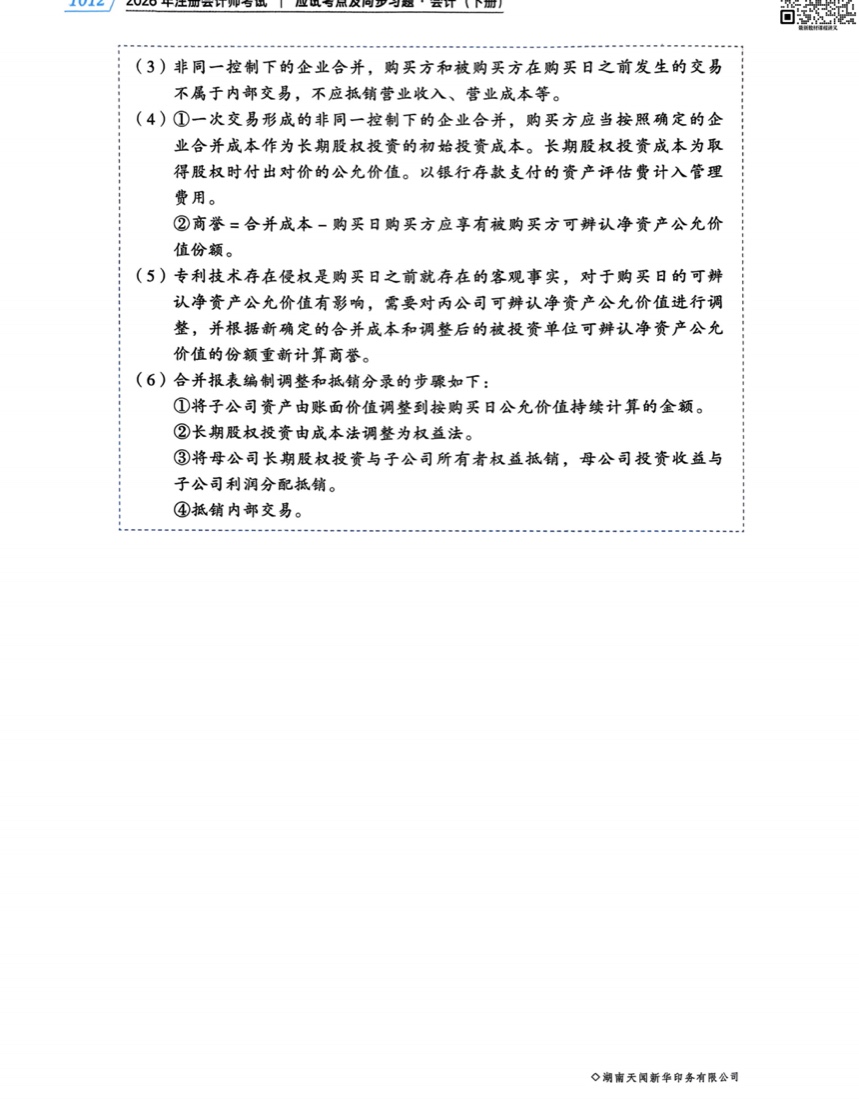 1012 2026 年注册会计师考试 | 应试考点及同步习题·会计（下册）
（3）非同一控制下的企业合并，购买方和被购买方在购买日之前发生的交易
不属于内部交易，不应抵销营业收入、营业成本等。
（4）①一次交易形成的非同一控制下的企业合并，购买方应当按照确定的企
业合并成本作为长期股权投资的初始投资成本。长期股权投资成本为取
得股权时付出对价的公允价值。以银行存款支付的资产评估费计入管理
费用。
②商誉=合并成本-购买日购买方应享有被购买方可辨认净资产公允价
值份额。
（5）专利技术存在侵权是购买日之前就存在的客观事实，对于购买日的可辨
认净资产公允价值有影响，需要对丙公司可辨认净资产公允价值进行调
整，并根据新确定的合并成本和调整后的被投资单位可辨认净资产公允
价值的份额重新计算商誉。
（6）合并报表编制调整和抵销分录的步骤如下：
①将子公司资产由账面价值调整到按购买日公允价值持续计算的金额。
②长期股权投资由成本法调整为权益法。
③将母公司长期股权投资与子公司所有者权益抵销，母公司投资收益与
子公司利润分配抵销。
④抵销内部交易。
◇湖南天闻新华印务有限公司